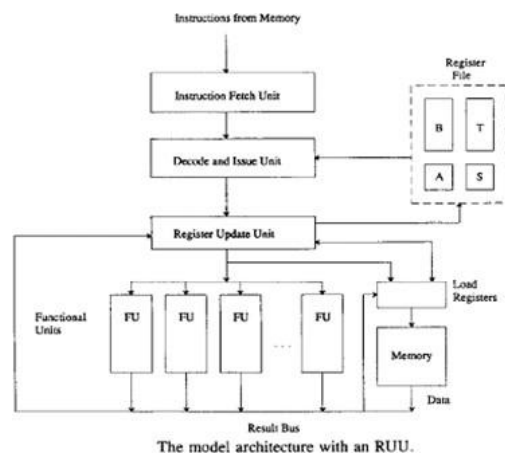 Instructions from Memory
Register
File
Instruction Fetch Unit
B
T
Decode and Issue Unit
A
S
Register Update Unit
Functional
Units
FU
FU
FU
FU
. . .
Load
Registers
Memory
Data
Result Bus
The model architecture with an RUU.